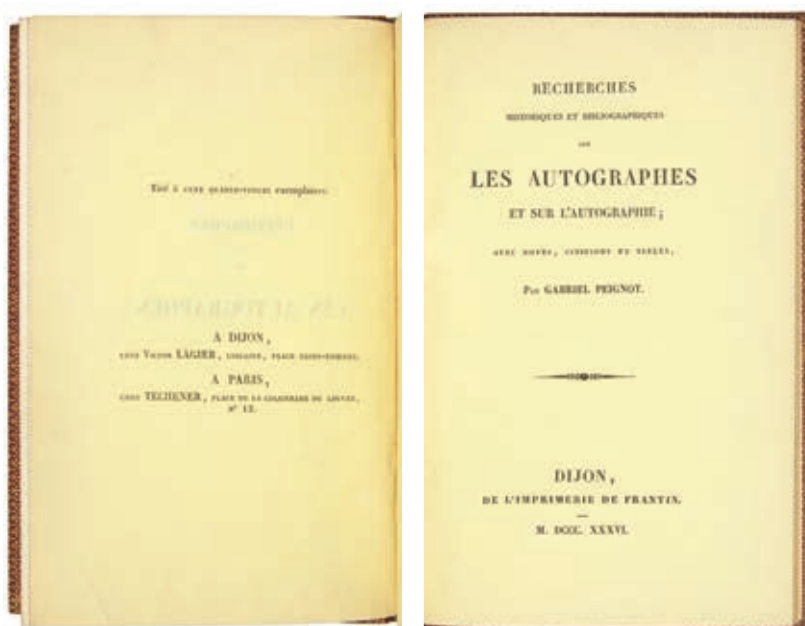 Tiré à cent quatre-vingts exemplaires.
A DIJON,
CHEZ VICTOR LAGIER, LIBRAIRE, PLACE SAINT-ÉTIENNE.
A PARIS,
CHEZ TECHENER, PLACE DE LA COLONNADE DU LOUVRE,
N° 12.
RECHERCHES
HISTORIQUES ET BIBLIOGRAPHIQUES
SUR
LES AUTOGRAPHES
ET SUR L'AUTOGRAPHIE;
AVEC NOTES, CITATIONS ET TABLES,
PAR GABRIEL PEIGNOT.
DIJON,
DE L'IMPRIMERIE DE FRANTIN.
M. DCCC. XXXVI.